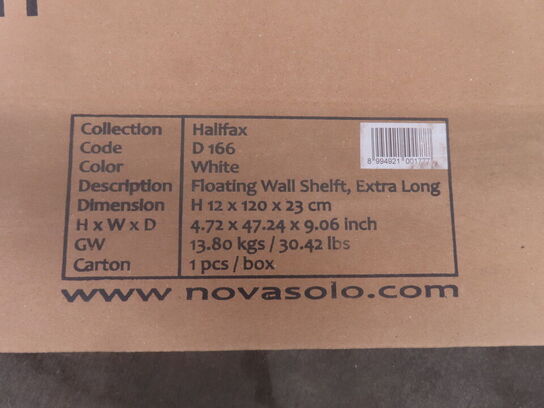 Collection Halifax
Code D 166
Color White
Description Floating Wall Shelft, Extra Long
Dimension H 12 x 120 x 23 cm
H x W x D 4.72 x 47.24 x 9.06 inch
GW 13.80 kgs / 30.42 lbs
Carton 1 pcs / box
www.novasolo.com